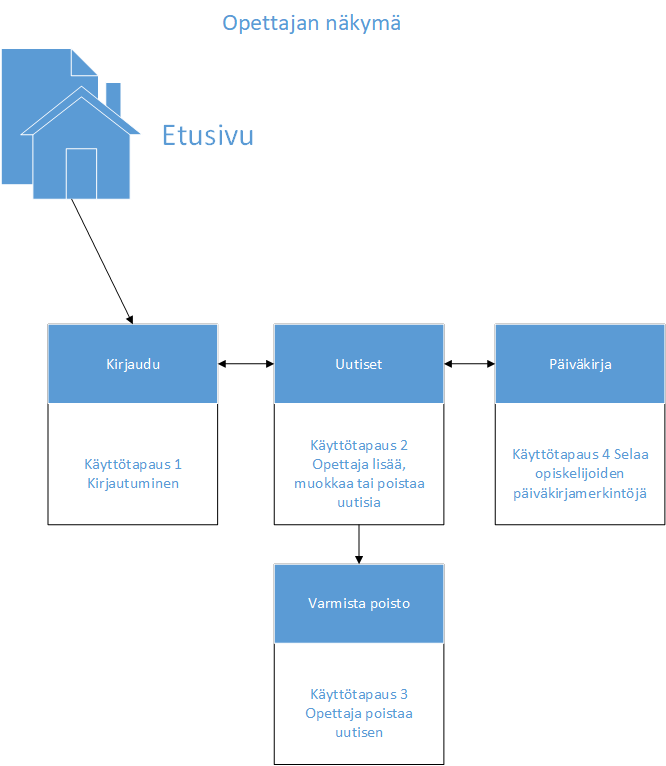 Opettajan näkymä
Etusivu
Kirjaudu
Käyttötapaus 1
Kirjautuminen
Uutiset
Käyttötapaus 2
Opettaja lisää,
muokkaa tai poistaa
uutisia
Päiväkirja
Käyttötapaus 4 Selaa
opiskelijoiden
päiväkirjamerkintöjä
Varmista poisto
Käyttötapaus 3
Opettaja poistaa
uutisen